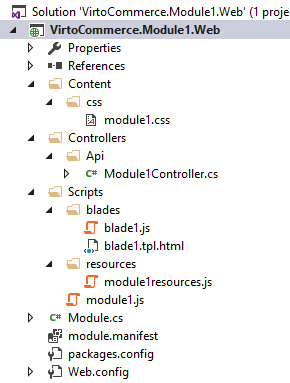 Solution 'VirtoCommerce.Module1.Web' (1 proje
VirtoCommerce.Module1.Web
Properties
References
Content
css
module1.css
Controllers
Api
Module1Controller.cs
Scripts
blades
blade1.js
blade1.tpl.html
resources
module1resources.js
module1.js
Module.cs
module.manifest
packages.config
Web.config